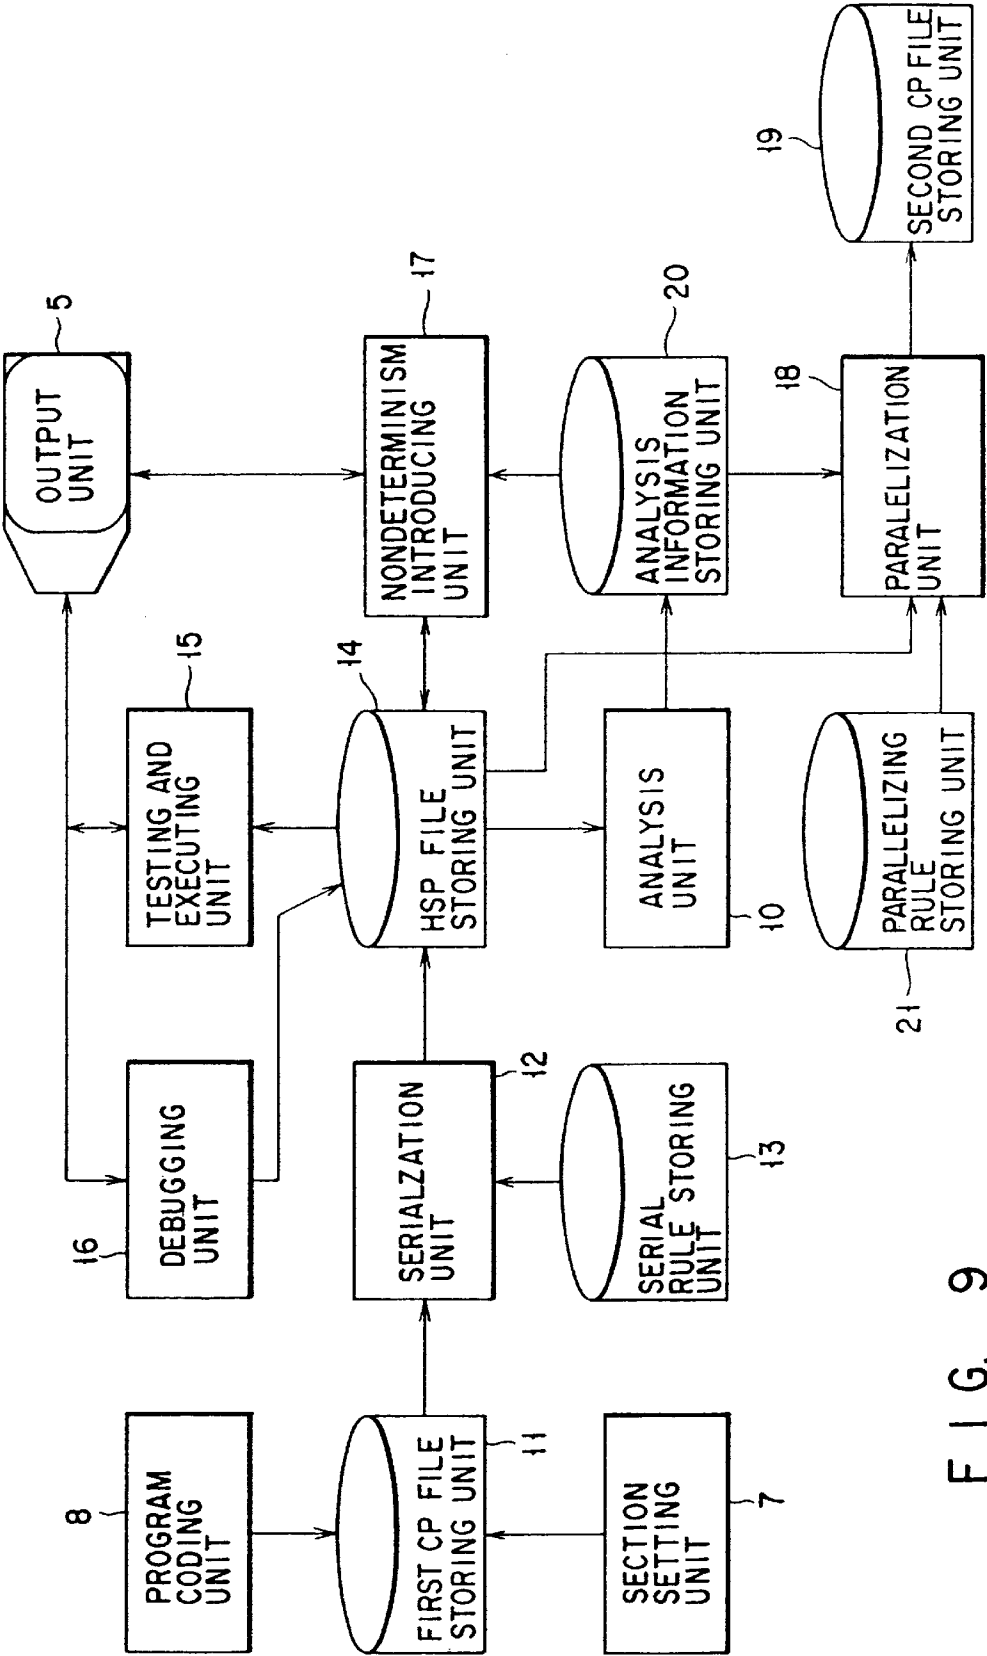 8
PROGRAM
CODING
UNIT
16
DEBUGGING
UNIT
15
TESTING AND
EXECUTING
UNIT
5
OUTPUT
UNIT
FIRST CP FILE
STORING UNIT
11
SERIALZATION
UNIT
12
14
HSP FILE
STORING UNIT
17
NONDETERMINISM
INTRODUCING
UNIT
SECTION
SETTING
UNIT
7
SERIAL
RULE STORING
UNIT
13
ANALYSIS
UNIT
10
20
ANALYSIS
INFORMATION
STORING UNIT
21
PARALLELIZING
RULE
STORING UNIT
18
PARALELIZATION
UNIT
19
SECOND CP FILE
STORING UNIT
FIG. 9